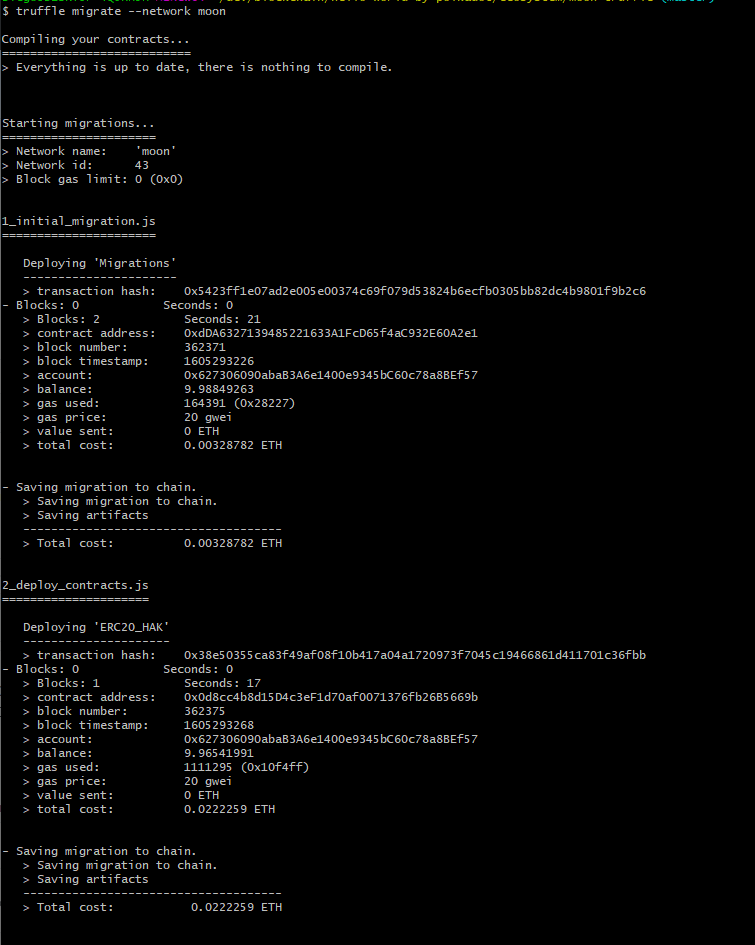 $ truffle migrate --network moon
Compiling your contracts...
===========================
> Everything is up to date, there is nothing to compile.
Starting migrations...
======================
> Network name:    'moon'
> Network id:      43
> Block gas limit: 0 (0x0)
1_initial_migration.js
======================
Deploying 'Migrations'
----------------------
> transaction hash:    0x5423ff1e07ad2e005e00374c69f079d53824b6ecfb0305bb82dc4b9801f9b2c6
- Blocks: 0            Seconds: 0
> Blocks: 2            Seconds: 21
> contract address:    0xdDA6327139485221633A1FcD65f4aC932E60A2e1
> block number:        362371
> block timestamp:     1605293226
> account:             0x627306090abaB3A6e1400e9345bC60c78a8BEf57
> balance:             9.98849263
> gas used:            164391 (0x28227)
> gas price:           20 gwei
> value sent:          0 ETH
> total cost:          0.00328782 ETH
- Saving migration to chain.
> Saving migration to chain.
> Saving artifacts
-------------------------------------
> Total cost:          0.00328782 ETH
2_deploy_contracts.js
=====================
Deploying 'ERC20_HAK'
---------------------
> transaction hash:    0x38e50355ca83f49af08f10b417a04a1720973f7045c19466861d411701c36fbb
- Blocks: 0            Seconds: 0
> Blocks: 1            Seconds: 17
> contract address:    0x0d8cc4b8d15D4c3eF1d70af0071376fb26B5669b
> block number:        362375
> block timestamp:     1605293268
> account:             0x627306090abaB3A6e1400e9345bC60c78a8BEf57
> balance:             9.96541991
> gas used:            1111295 (0x10f4ff)
> gas price:           20 gwei
> value sent:          0 ETH
> total cost:          0.0222259 ETH
- Saving migration to chain.
> Saving migration to chain.
> Saving artifacts
-------------------------------------
> Total cost:           0.0222259 ETH